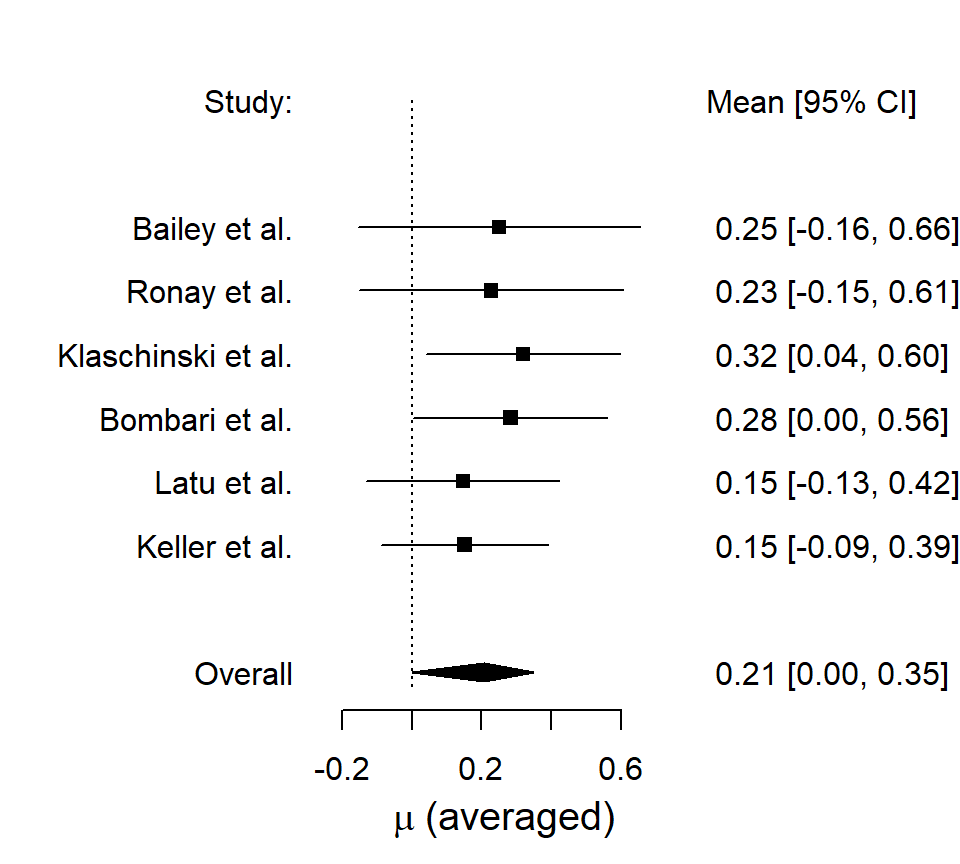 Study: Mean [95% CI]
Bailey et al. 0.25 [-0.16, 0.66]
Ronay et al. 0.23 [-0.15, 0.61]
Klaschinski et al. 0.32 [0.04, 0.60]
Bombari et al. 0.28 [0.00, 0.56]
Latu et al. 0.15 [-0.13, 0.42]
Keller et al. 0.15 [-0.09, 0.39]
Overall 0.21 [0.00, 0.35]
-0.2 0.2 0.6
μ (averaged)